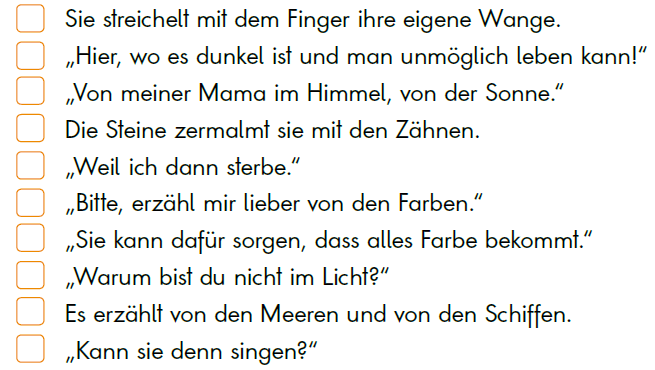 Sie streichelt mit dem Finger ihre eigene Wange.
„Hier, wo es dunkel ist und man unmöglich leben kann!“
„Von meiner Mama im Himmel, von der Sonne.“
Die Steine zermalmt sie mit den Zähnen.
„Weil ich dann sterbe.“
„Bitte, erzähl mir lieber von den Farben.“
„Sie kann dafür sorgen, dass alles Farbe bekommt.“
„Warum bist du nicht im Licht?“
Es erzählt von den Meeren und von den Schiffen.
„Kann sie denn singen?“